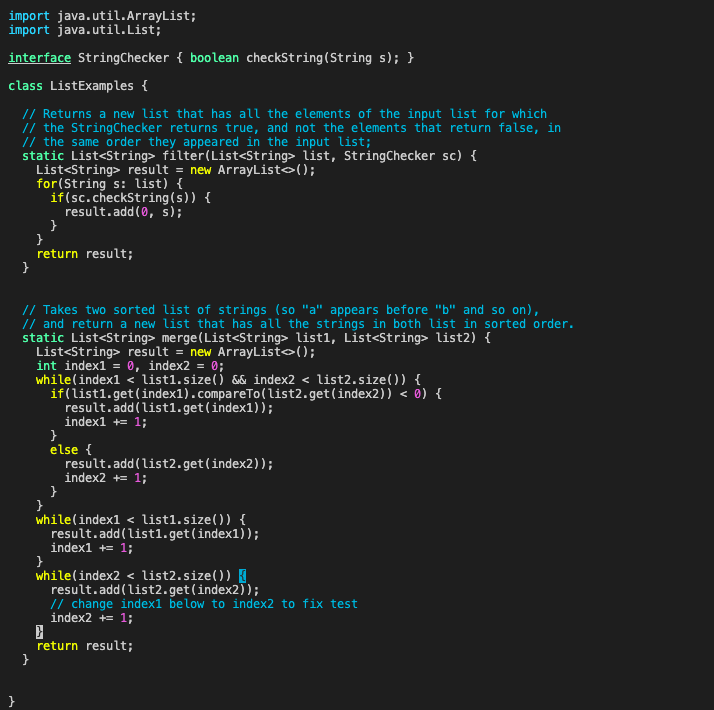 import java.util.ArrayList;
import java.util.List;

interface StringChecker { boolean checkString(String s); }

class ListExamples {

  // Returns a new list that has all the elements of the input list for which
  // the StringChecker returns true, and not the elements that return false, in
  // the same order they appeared in the input list;
  static List<String> filter(List<String> list, StringChecker sc) {
    List<String> result = new ArrayList<>();
    for(String s: list) {
      if(sc.checkString(s)) {
        result.add(0, s);
      }
    }
    return result;
  }


  // Takes two sorted list of strings (so "a" appears before "b" and so on),
  // and return a new list that has all the strings in both list in sorted order.
  static List<String> merge(List<String> list1, List<String> list2) {
    List<String> result = new ArrayList<>();
    int index1 = 0, index2 = 0;
    while(index1 < list1.size() && index2 < list2.size()) {
      if(list1.get(index1).compareTo(list2.get(index2)) < 0) {
        result.add(list1.get(index1));
        index1 += 1;
      }
      else {
        result.add(list2.get(index2));
        index2 += 1;
      }
    }
    while(index1 < list1.size()) {
      result.add(list1.get(index1));
      index1 += 1;
    }
    while(index2 < list2.size()) {
      result.add(list2.get(index2));
      // change index1 below to index2 to fix test
      index2 += 1;
    }
    return result;
  }


}